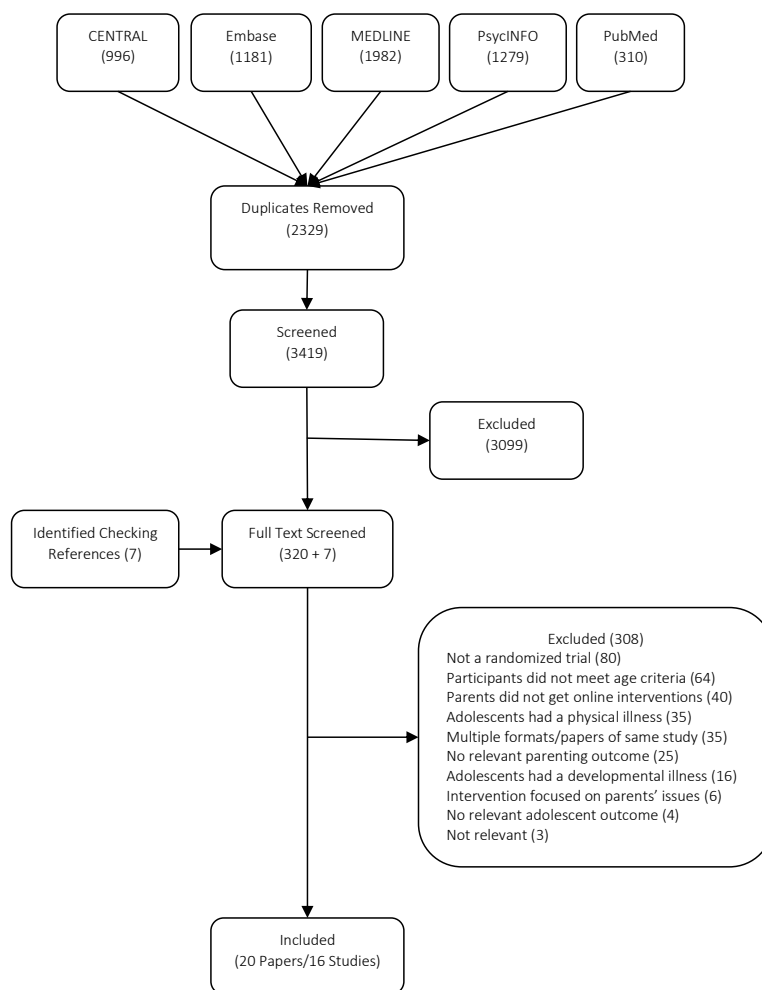 CENTRAL
(996)
Embase
(1181)
MEDLINE
(1982)
PsycINFO
(1279)
PubMed
(310)
Duplicates Removed
(2329)
Screened
(3419)
Excluded
(3099)
Identified Checking
References (7)
Full Text Screened
(320 + 7)
Excluded (308)
Not a randomized trial (80)
Participants did not meet age criteria (64)
Parents did not get online interventions (40)
Adolescents had a physical illness (35)
Multiple formats/papers of same study (35)
No relevant parenting outcome (25)
Adolescents had a developmental illness (16)
Intervention focused on parents’ issues (6)
No relevant adolescent outcome (4)
Not relevant (3)
Included
(20 Papers/16 Studies)